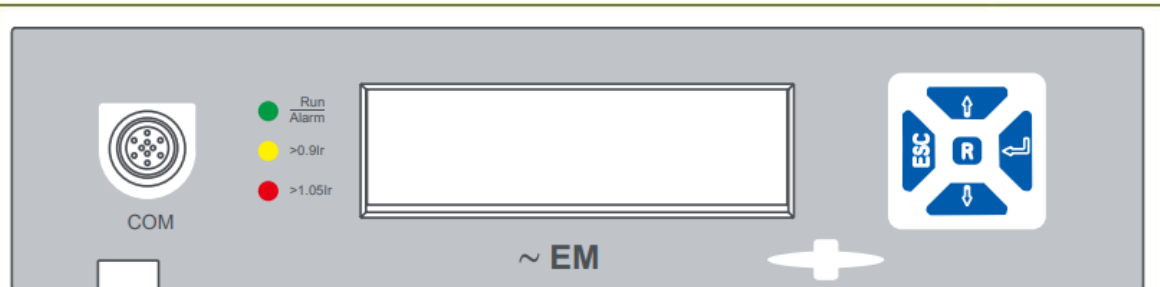 Run
Alarm
>0.9Ir
>1.05Ir
COM
~ EM
ESC
R